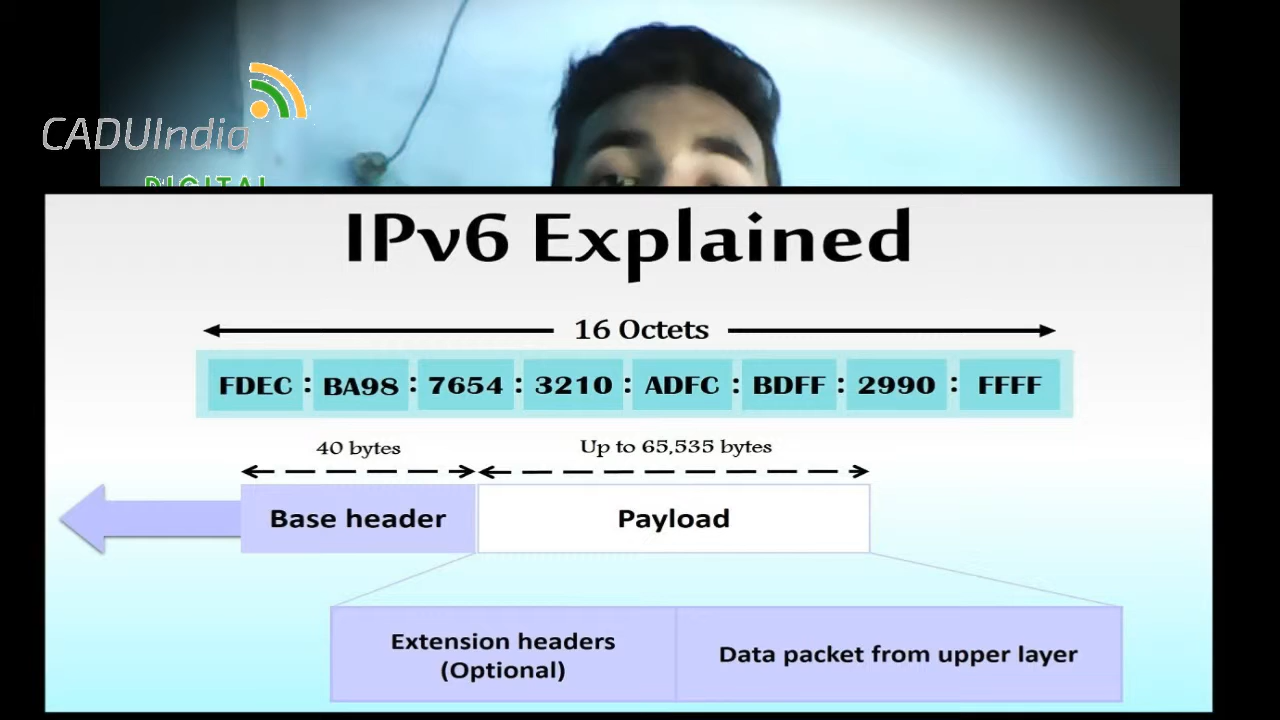 CADUIndia
DIGITAL
IPv6 Explained
16 Octets
FDEC : BA98 : 7654 : 3210 : ADFC : BDFF : 2990 : FFFF
40 bytes
Up to 65,535 bytes
Base header
Payload
Extension headers
(Optional)
Data packet from upper layer